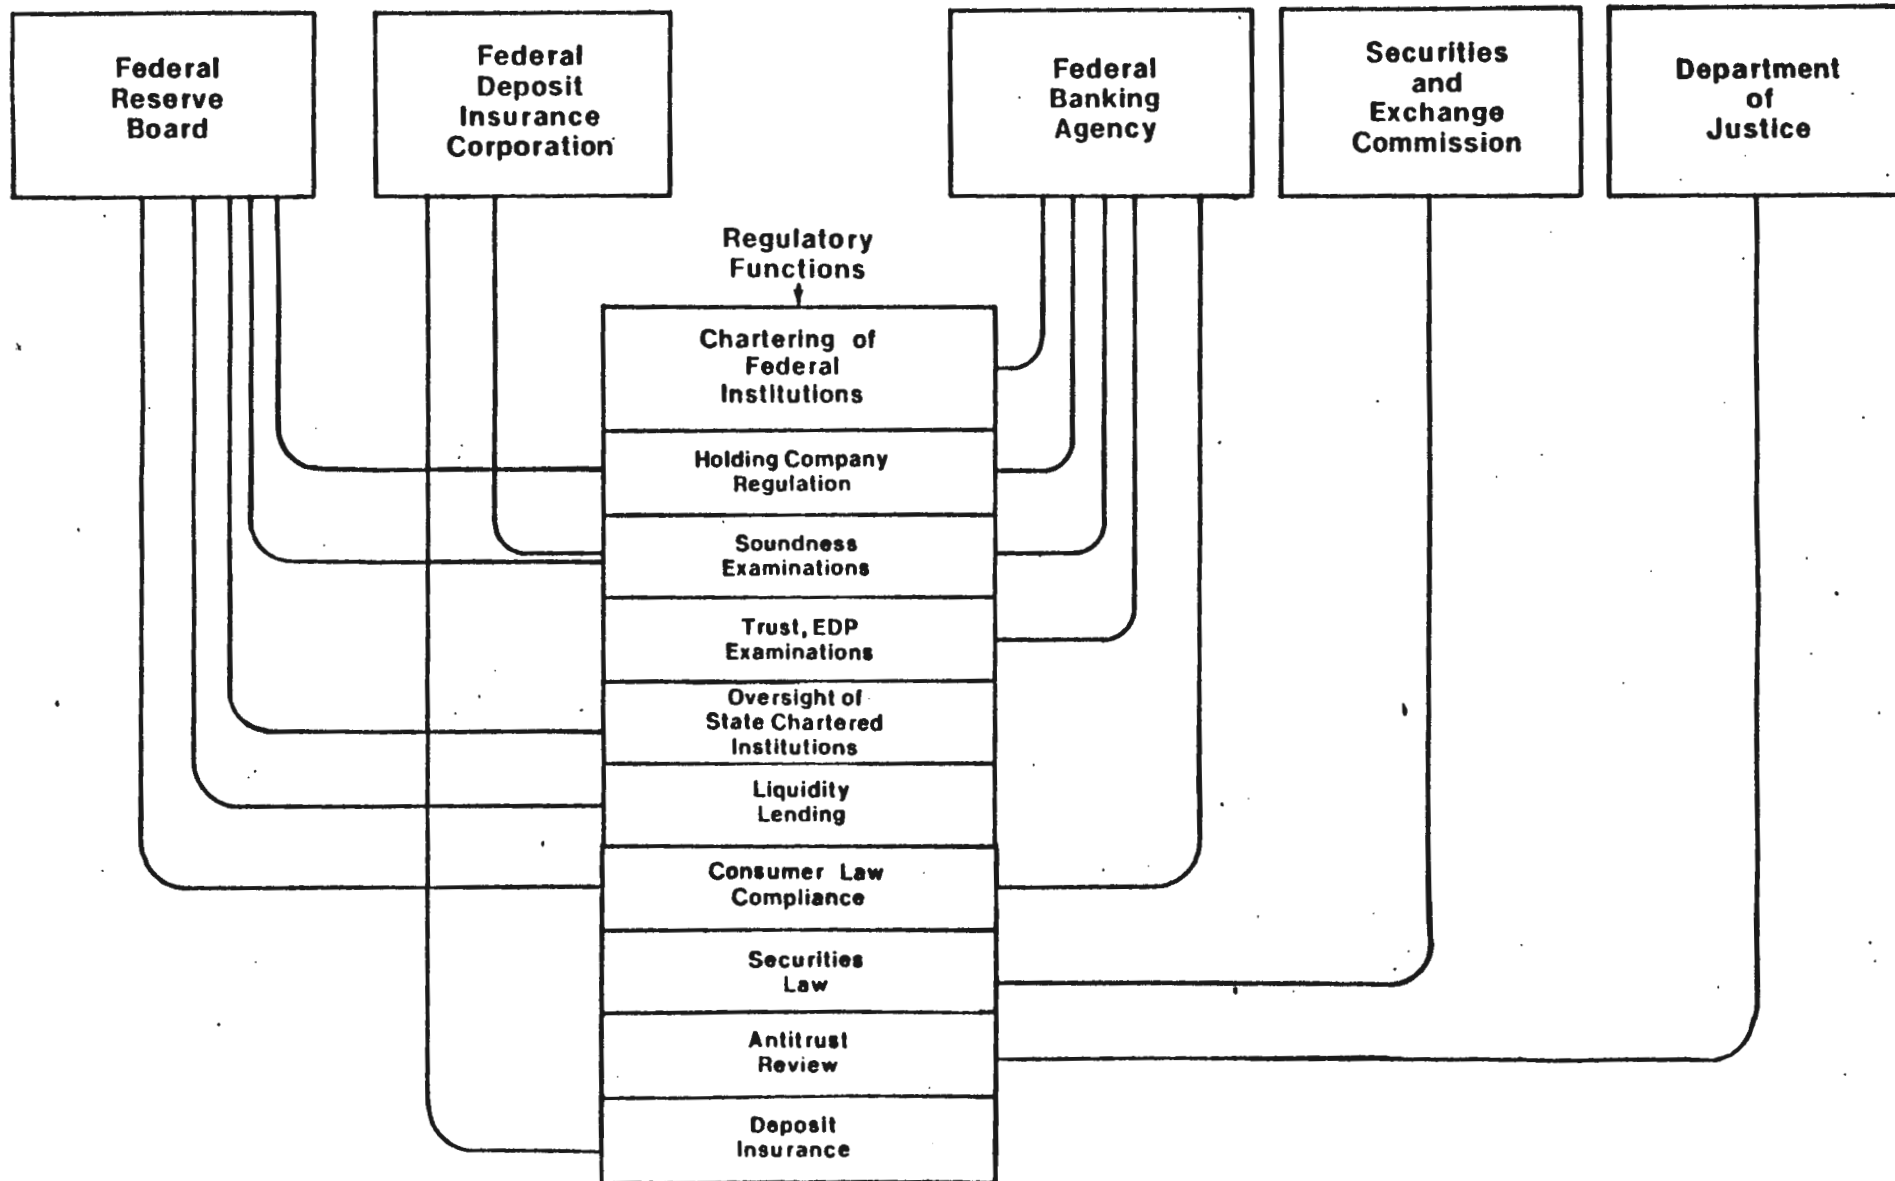 Federal
Reserve
Board
Federal
Deposit
Insurance
Corporation
Federal
Banking
Agency
Securities
and
Exchange
Commission
Department
of
Justice
Regulatory
Functions
Chartering of
Federal
Institutions
Holding Company
Regulation
Soundness
Examinations
Trust, EDP
Examinations
Oversight of
State Chartered
Institutions
Liquidity
Lending
Consumer Law
Compliance
Securities
Law
Antitrust
Review
Deposit
Insurance